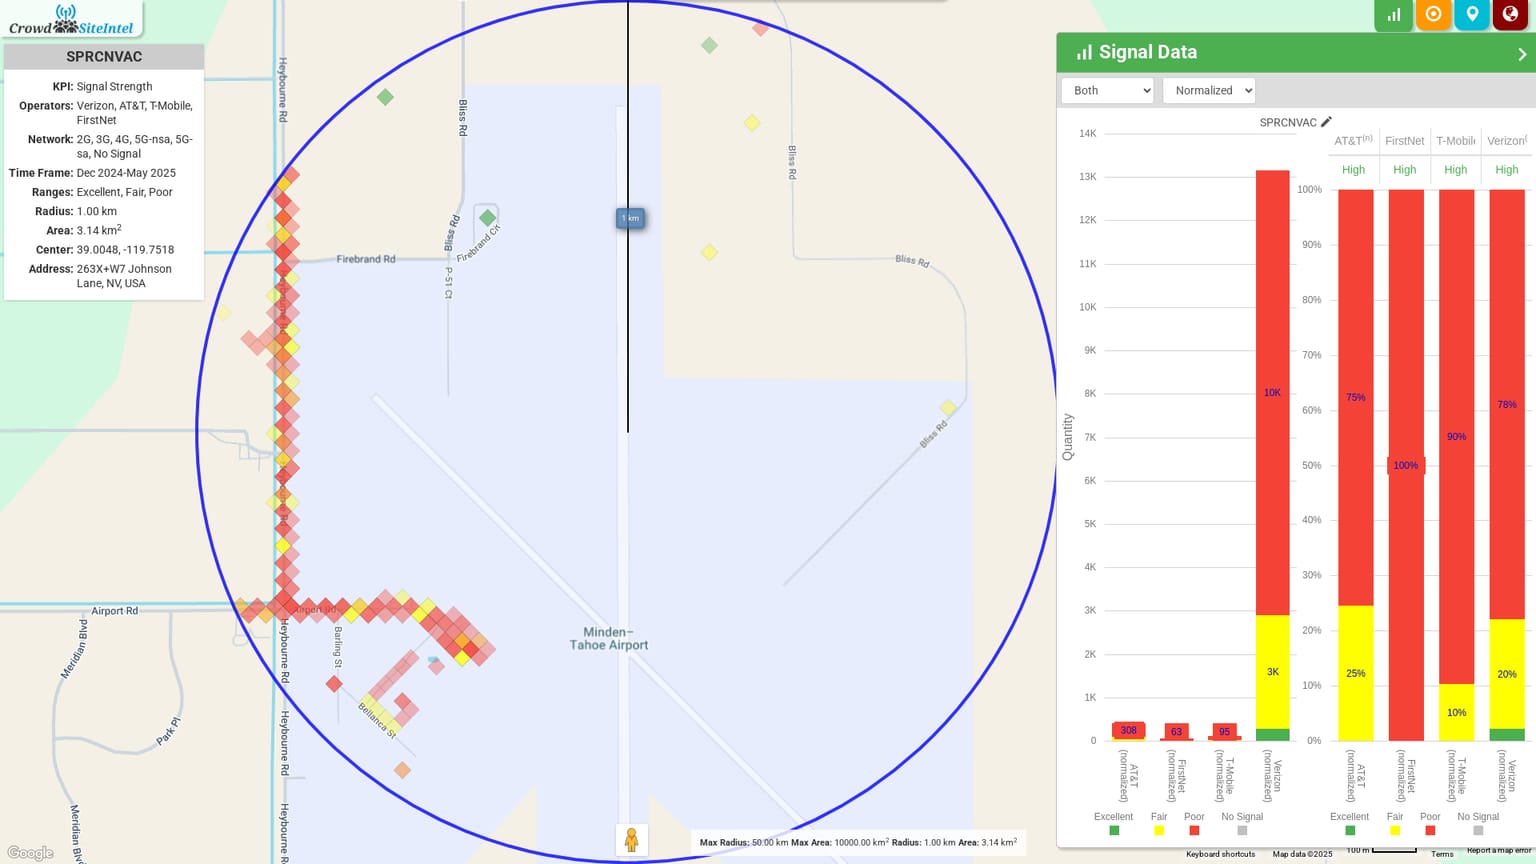 Crowd SiteIntel
SPRCNVAC
KPI: Signal Strength
Operators: Verizon, AT&T, T-Mobile,
FirstNet
Network: 2G, 3G, 4G, 5G-nsa, 5G-
sa, No Signal
Time Frame: Dec 2024-May 2025
Ranges: Excellent, Fair, Poor
Radius: 1.00 km
Area: 3.14 km²
Center: 39.0048, -119.7518
Address: 263X+W7 Johnson
Lane, NV, USA
Heybourne Rd
Bliss Rd
Bliss Rd
Bliss Rd
Firebrand Cir
Firebrand Rd
P-51 Ct
1 km
Bliss Rd
Bliss Rd
Airport Rd
Airport Rd
Meridian Blvd
Heybourne Rd
Barling St
Minden–
Tahoe Airport
Bellanca St
Park Pl
Heybourne Rd
Meridian Blvd
Heybourne R
Google
Max Radius: 50.00 km Max Area: 10000.00 km² Radius: 1.00 km Area: 3.14 km²
Signal Data
Both
Normalized
SPRCNVAC
14K
13K
12K
11K
10K
9K
8K
7K
6K
5K
4K
3K
2K
1K
0
Quantity
308
63
95
10K
3K
AT&T
(normalized)
FirstNet
(normalized)
T-Mobile
(normalized)
Verizon
(normalized)
Excellent
Fair
Poor
No Signal
AT&T(n)
FirstNet
T-Mobile
Verizon(
High
High
High
High
100%
90%
80%
70%
60%
50%
40%
30%
20%
10%
0%
75%
25%
100%
90%
10%
78%
20%
AT&T
(normalized)
FirstNet
T-Mobile
(normalized)
Verizon
(normalized)
Excellent
Fair
Poor
No Signal
Keyboard shortcuts
Map data ©2025
100 m
Terms
Report a map error